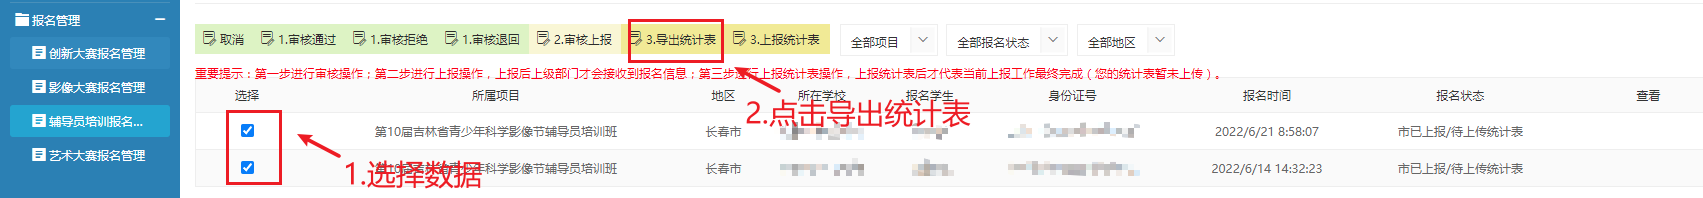 报名管理
创新大赛报名管理
影像大赛报名管理
辅导员培训报名...
艺术大赛报名管理
取消 1.审核通过 1.审核拒绝 1.审核退回 2.审核上报 3.导出统计表 3.上报统计表 全部项目 全部报名状态 全部地区
重要提示：第一步进行审核操作；第二步进行上报操作，上报后上级部门才会接收到报名信息；第三步进行上报统计表操作，上报统计表后才代表当前上报工作最终完成（您的统计表暂未上传）。
选择 所属项目 地区 所在学校 报名学生 身份证号 报名时间 报名状态 查看
2.点击导出统计表
第10届吉林省青少年科学影像节辅导员培训班 长春市 2022/6/21 8:58:07 市已上报/待上传统计表
第10届吉林省青少年科学影像节辅导员培训班 长春市 2022/6/14 14:32:23 市已上报/待上传统计表
1.选择数据